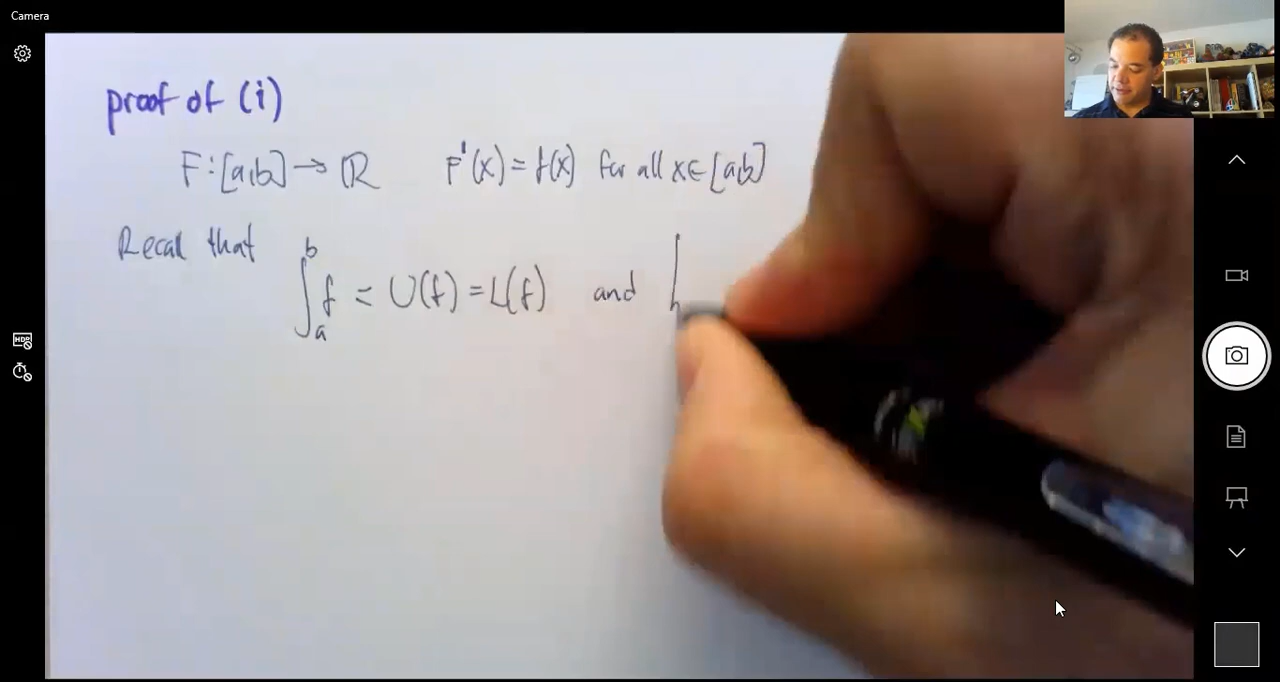 Camera
proof of (i)
F:[a,b] → ℝ F'(x) = f(x) for all x∈[a,b]
Recall that
∫_a^b f = U(f) = L(f) and